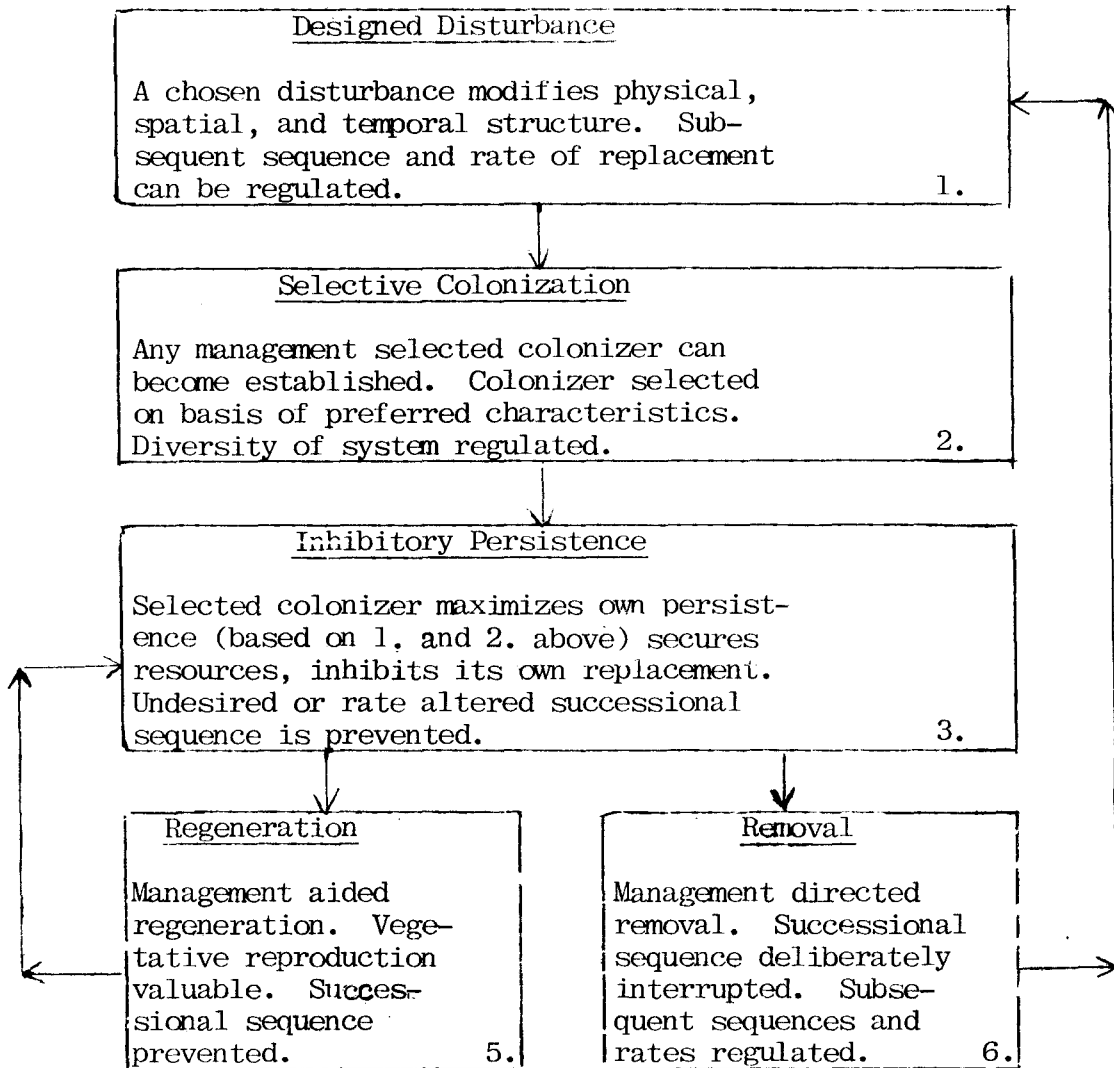 Designed Disturbance
A chosen disturbance modifies physical,
spatial, and temporal structure. Sub-
sequent sequence and rate of replacement
can be regulated. 1.
Selective Colonization
Any management selected colonizer can
become established. Colonizer selected
on basis of preferred characteristics.
Diversity of system regulated. 2.
Inhibitory Persistence
Selected colonizer maximizes own persist-
ence (based on 1. and 2. above) secures
resources, inhibits its own replacement.
Undesired or rate altered successional
sequence is prevented. 3.
Regeneration
Management aided
regeneration. Vege-
tative reproduction
valuable. Succes-
sional sequence
prevented. 5.
Removal
Management directed
removal. Successional
sequence deliberately
interrupted. Subse-
quent sequences and
rates regulated. 6.